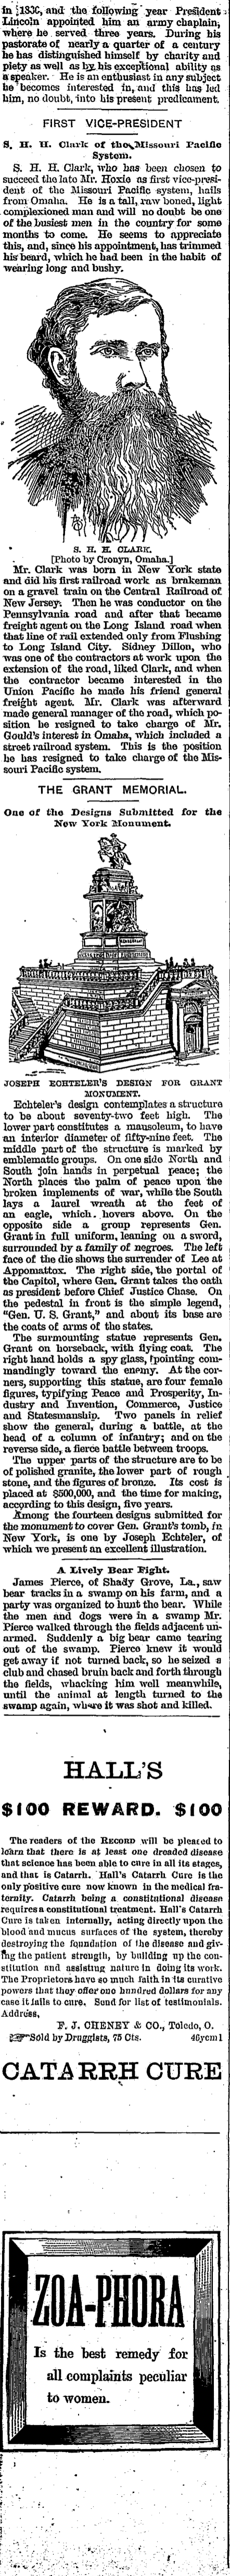 in 1836, and the following year President
Lincoln appointed him an army chaplain,
where he served three years. During his
pastorate of nearly a quarter of a century
he has distinguished himself by charity and
piety as well as by his exceptional ability as
a speaker. He is an enthusiast in any subject
he becomes interested in, and this has led
him, no doubt, into his present predicament.
FIRST VICE-PRESIDENT
S. H. H. Clark of the Missouri Pacific
System.
S. H. H. Clark, who has been chosen to
succeed the late Mr. Hoxie as first vice-presi-
dent of the Missouri Pacific system, hails
from Omaha. He is a tall, raw boned, light
complexioned man and will no doubt be one
of the busiest men in the country for some
months to come. He seems to appreciate
this, and, since his appointment, has trimmed
his beard, which he had been in the habit of
wearing long and bushy.
S. H. H. CLARK.
[Photo by Cronyn, Omaha.]
Mr. Clark was born in New York state
and did his first railroad work as brakeman
on a gravel train on the Central Railroad of
New Jersey. Then he was conductor on the
Pennsylvania road and after that became
freight agent on the Long Island road when
that line of rail extended only from Flushing
to Long Island City. Sidney Dillon, who
was one of the contractors at work upon the
extension of the road, liked Clark, and when
the contractor became interested in the
Union Pacific he made his friend general
freight agent. Mr. Clark was afterward
made general manager of the road, which po-
sition he resigned to take charge of Mr.
Gould's interest in Omaha, which included a
street railroad system. This is the position
he has resigned to take charge of the Mis-
souri Pacific system.
THE GRANT MEMORIAL.
One of the Designs Submitted for the
New York Monument.
JOSEPH ECHTELER'S DESIGN FOR GRANT
MONUMENT.
Echteler's design contemplates a structure
to be about seventy-two feet high. The
lower part constitutes a mausoleum, to have
an interior diameter of fifty-nine feet. The
middle part of the structure is marked by
emblematic groups. On one side North and
South join hands in perpetual peace; the
North places the palm of peace upon the
broken implements of war, while the South
lays a laurel wreath at the feet of
an eagle, which hovers above. On the
opposite side a group represents Gen.
Grant in full uniform, leaning on a sword,
surrounded by a family of negroes. The left
face of the die shows the surrender of Lee at
Appomattox. The right side, the portal of
the Capitol, where Gen. Grant takes the oath
as president before Chief Justice Chase. On
the pedestal in front is the simple legend,
"Gen. U. S. Grant," and about its base are
the coats of arms of the states.
The surmounting statue represents Gen.
Grant on horseback, with flying coat. The
right hand holds a spy glass, pointing com-
mandingly toward the enemy. At the cor-
ners, supporting this statue, are four female
figures, typifying Peace and Prosperity, In-
dustry and Invention, Commerce, Justice
and Statesmanship. Two panels in relief
show the general, during a battle, at the
head of a column of infantry; and on the
reverse side, a fierce battle between troops.
The upper parts of the structure are to be
of polished granite, the lower part of rough
stone, and the figures of bronze. Its cost is
placed at $500,000, and the time for making,
according to this design, five years.
Among the fourteen designs submitted for
the monument to cover Gen. Grant's tomb, in
New York, is one by Joseph Echteler, of
which we present an excellent illustration.
A Lively Bear Fight.
James Pierce, of Shady Grove, La., saw
bear tracks in a swamp on his farm, and a
party was organized to hunt the bear. While
the men and dogs were in a swamp Mr.
Pierce walked through the fields adjacent un-
armed. Suddenly a big bear came tearing
out of the swamp. Pierce knew it would
get away if not turned back, so he seized a
club and chased bruin back and forth through
the fields, whacking him well meanwhile,
until the animal at length turned to the
swamp again, where it was shot and killed.
HALL'S
$100 REWARD. $100
The readers of the RECORD will be pleased to
learn that there is at least one dreaded disease
that science has been able to cure in all its stages,
and that is Catarrh. Hall's Catarrh Cure is the
only positive cure now known in the medical fra-
ternity. Catarrh being a constitutional disease
requires a constitutional treatment. Hall's Catarrh
Cure is taken internally, acting directly upon the
blood and mucus surfaces of the system, thereby
destroying the foundation of the disease and giv-
ing the patient strength, by building up the con-
stitution and assisting nature in doing its work.
The Proprietors have so much faith in its curative
powers that they offer one hundred dollars for any
case it fails to cure. Send for list of testimonials.
Address,
F. J. CHENEY & CO., Toledo, O.
Sold by Druggists, 75 Cts. 46ycm1
CATARRH CURE
ZOA-PHORA
Is the best remedy for
all complaints peculiar
to women.